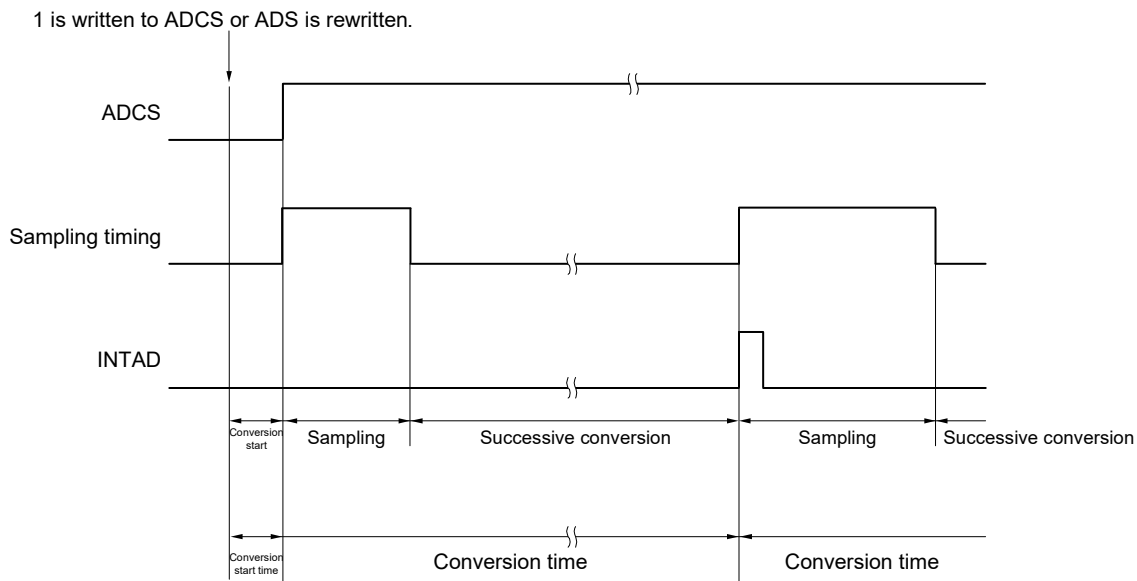 1 is written to ADCS or ADS is rewritten.
ADCS
Sampling timing
INTAD
Conversion
start
Sampling
Successive conversion
Sampling
Successive conversion
Conversion
start time
Conversion time
Conversion time